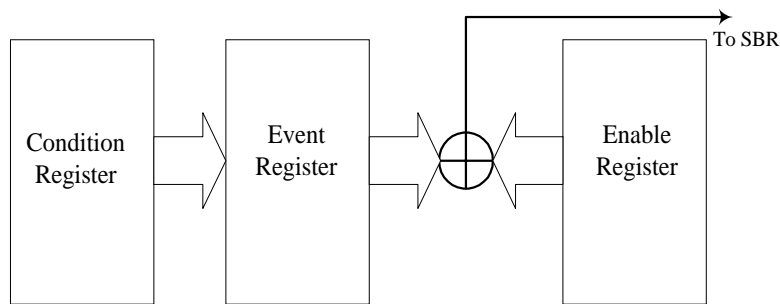 To SBR
Condition
Register
Event
Register
Enable
Register